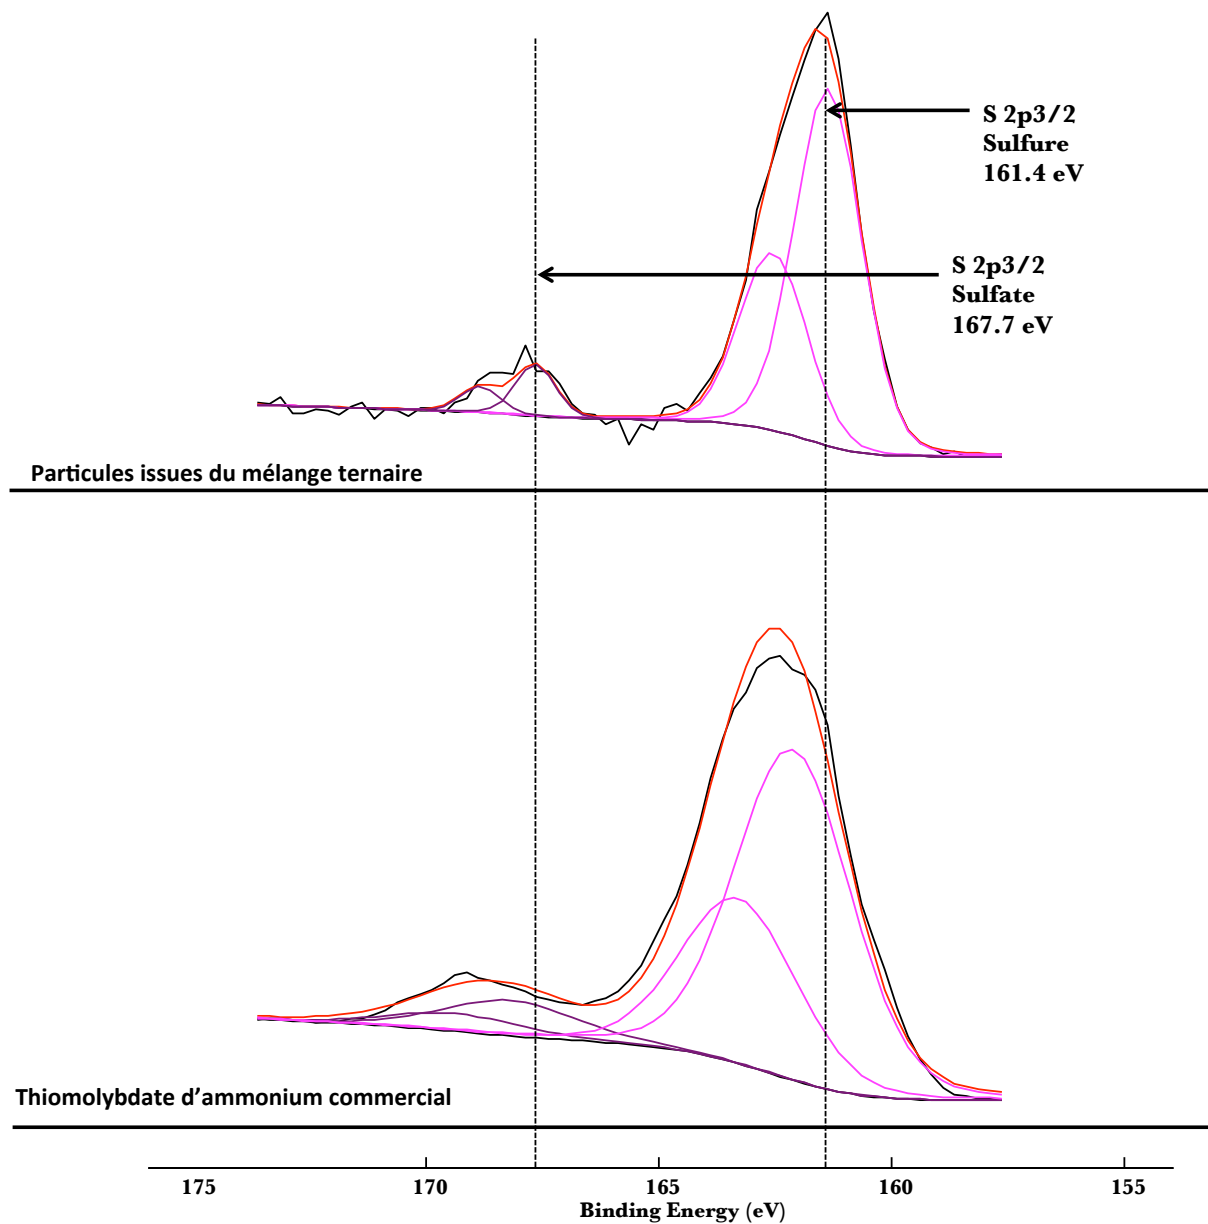 S 2p3/2
Sulfure
161.4 eV
S 2p3/2
Sulfate
167.7 eV
Particules issues du mélange ternaire
Thiomolybdate d’ammonium commercial
175 170 165 160 155
Binding Energy (eV)